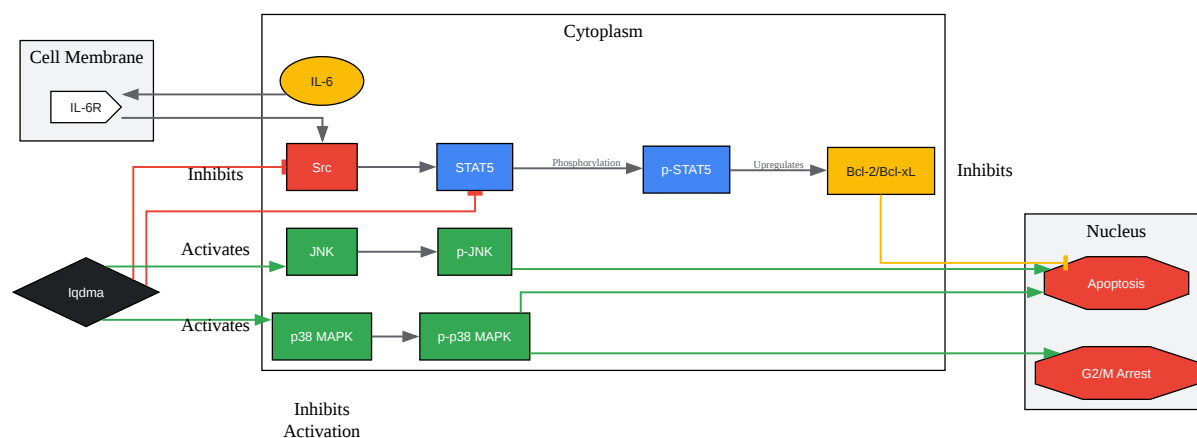 Cytoplasm
Cell Membrane
IL-6
IL-6R
Src
STAT5
Phosphorylation
p-STAT5
Upregulates
Bcl-2/Bcl-xL
Inhibits
Inhibits
Nucleus
Activates
JNK
p-JNK
Iqdma
Apoptosis
Activates
p38 MAPK
p-p38 MAPK
G2/M Arrest
Inhibits
Activation